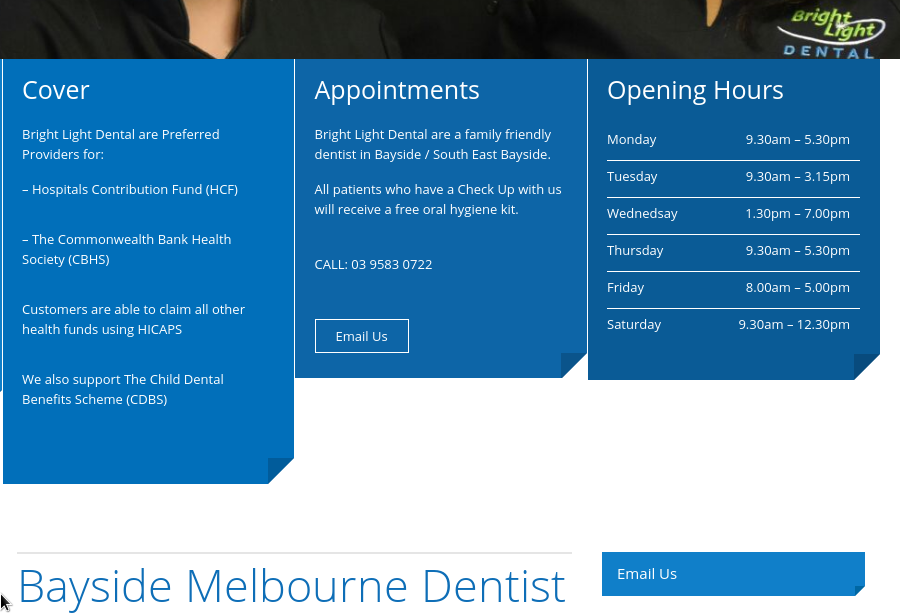 Bright
Light
DENTAL
Cover
Bright Light Dental are Preferred
Providers for:
– Hospitals Contribution Fund (HCF)
– The Commonwealth Bank Health
Society (CBHS)
Customers are able to claim all other
health funds using HICAPS
We also support The Child Dental
Benefits Scheme (CDBS)
Appointments
Bright Light Dental are a family friendly
dentist in Bayside / South East Bayside.
All patients who have a Check Up with us
will receive a free oral hygiene kit.
CALL: 03 9583 0722
Email Us
Opening Hours
Monday 9.30am – 5.30pm
Tuesday 9.30am – 3.15pm
Wednedsay 1.30pm – 7.00pm
Thursday 9.30am – 5.30pm
Friday 8.00am – 5.00pm
Saturday 9.30am – 12.30pm
Bayside Melbourne Dentist
Email Us